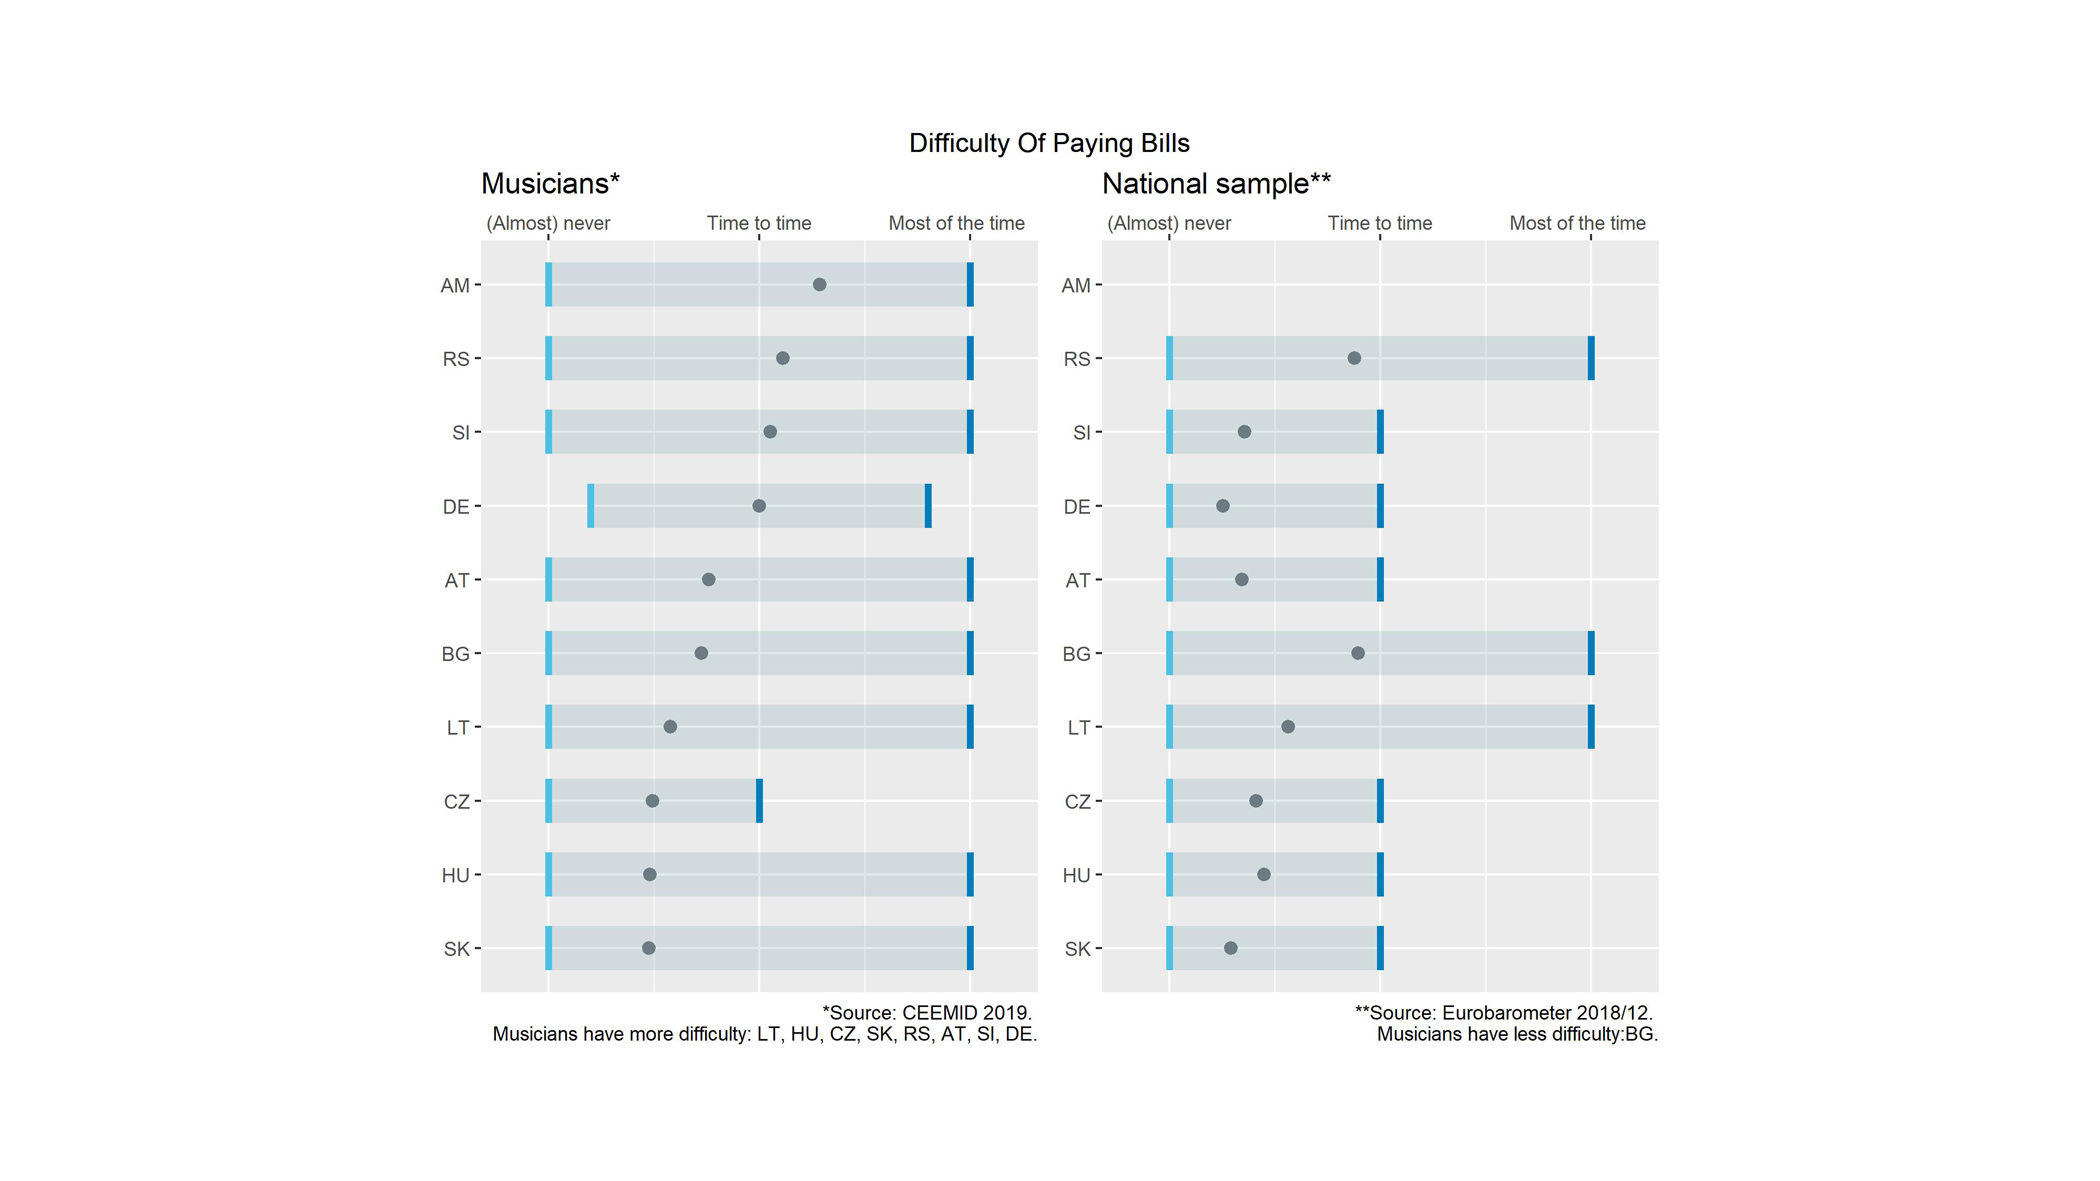 Difficulty Of Paying Bills
Musicians*
(Almost) never Time to time Most of the time
AM
RS
SI
DE
AT
BG
LT
CZ
HU
SK
*Source: CEEMID 2019.
Musicians have more difficulty: LT, HU, CZ, SK, RS, AT, SI, DE.
National sample**
(Almost) never Time to time Most of the time
AM
RS
SI
DE
AT
BG
LT
CZ
HU
SK
**Source: Eurobarometer 2018/12.
Musicians have less difficulty:BG.